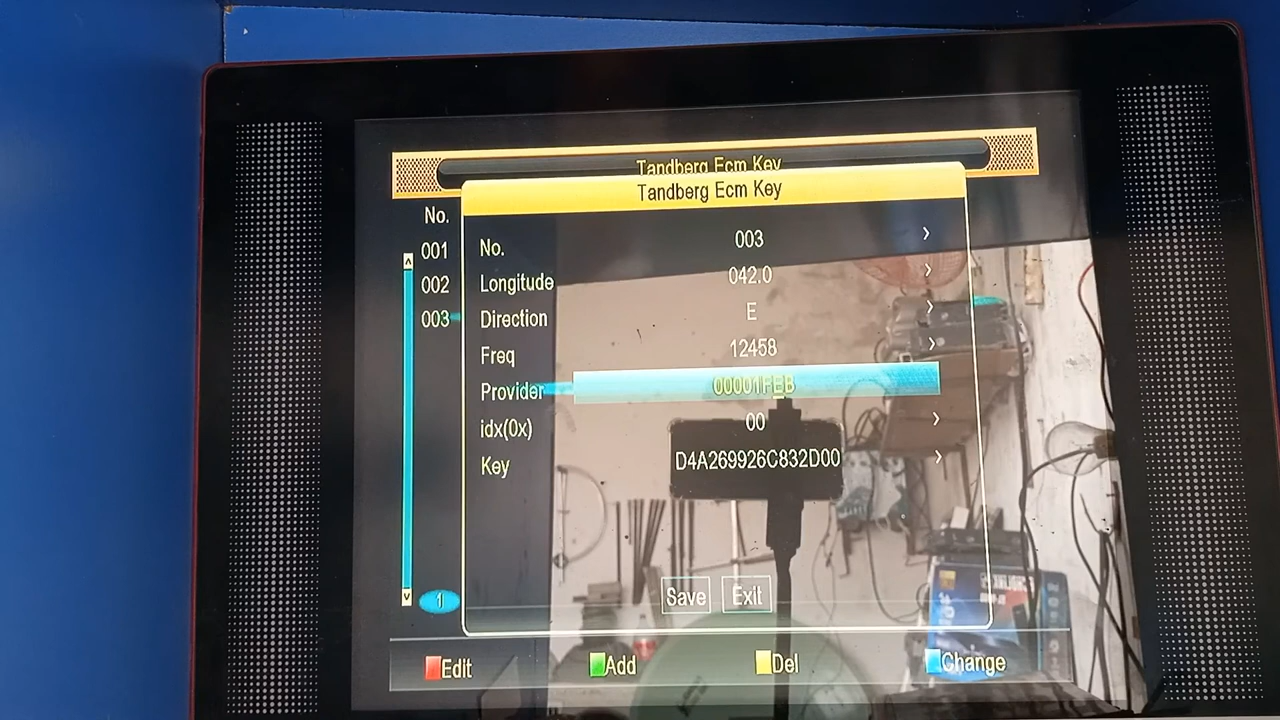 Tandberg Ecm Key
Tandberg Ecm Key
No.
001
002
003
No. 003 >
Longitude 042.0 >
Direction E >
Freq 12458 >
Provider 00001FEB
idx(0x) 00 >
Key D4A269926C832D00 >
Save Exit
1
Edit Add Del Change